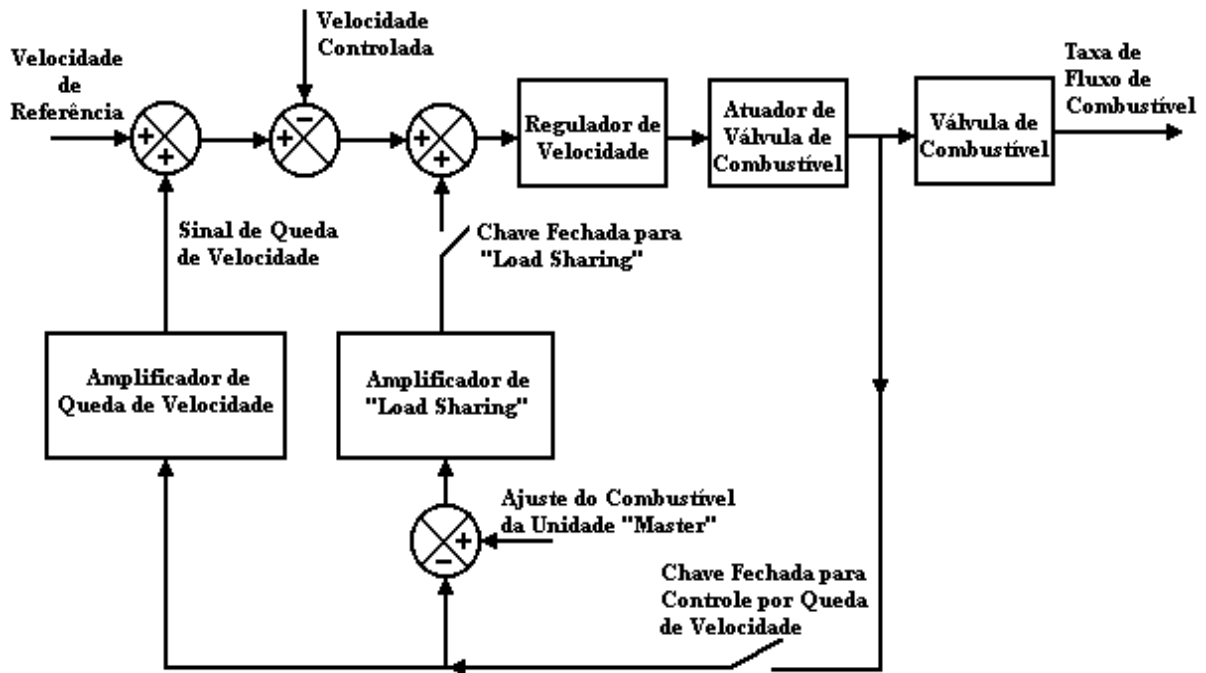 Velocidade
Controlada
Velocidade
de
Referência
Taxa de
Fluxo de
Combustível
+
+
+
−
+
+
Regulador de
Velocidade
Atuador de
Válvula de
Combustível
Válvula de
Combustível
Sinal de Queda
de Velocidade
Chave Fechada para
"Load Sharing"
Amplificador de
Queda de Velocidade
Amplificador de
"Load Sharing"
Ajuste do Combustível
da Unidade "Master"
+
−
Chave Fechada para
Controle por Queda
de Velocidade